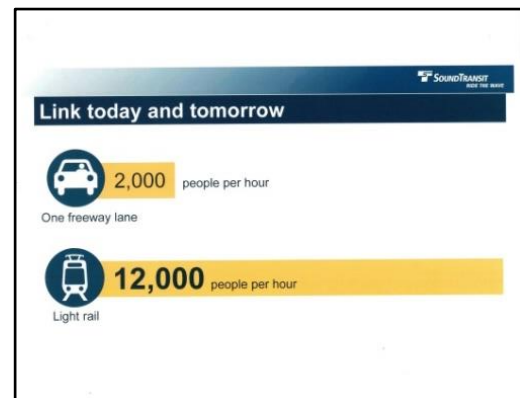 SOUNDTRANSIT
RIDE THE WAVE
Link today and tomorrow
2,000 people per hour
One freeway lane
12,000 people per hour
Light rail